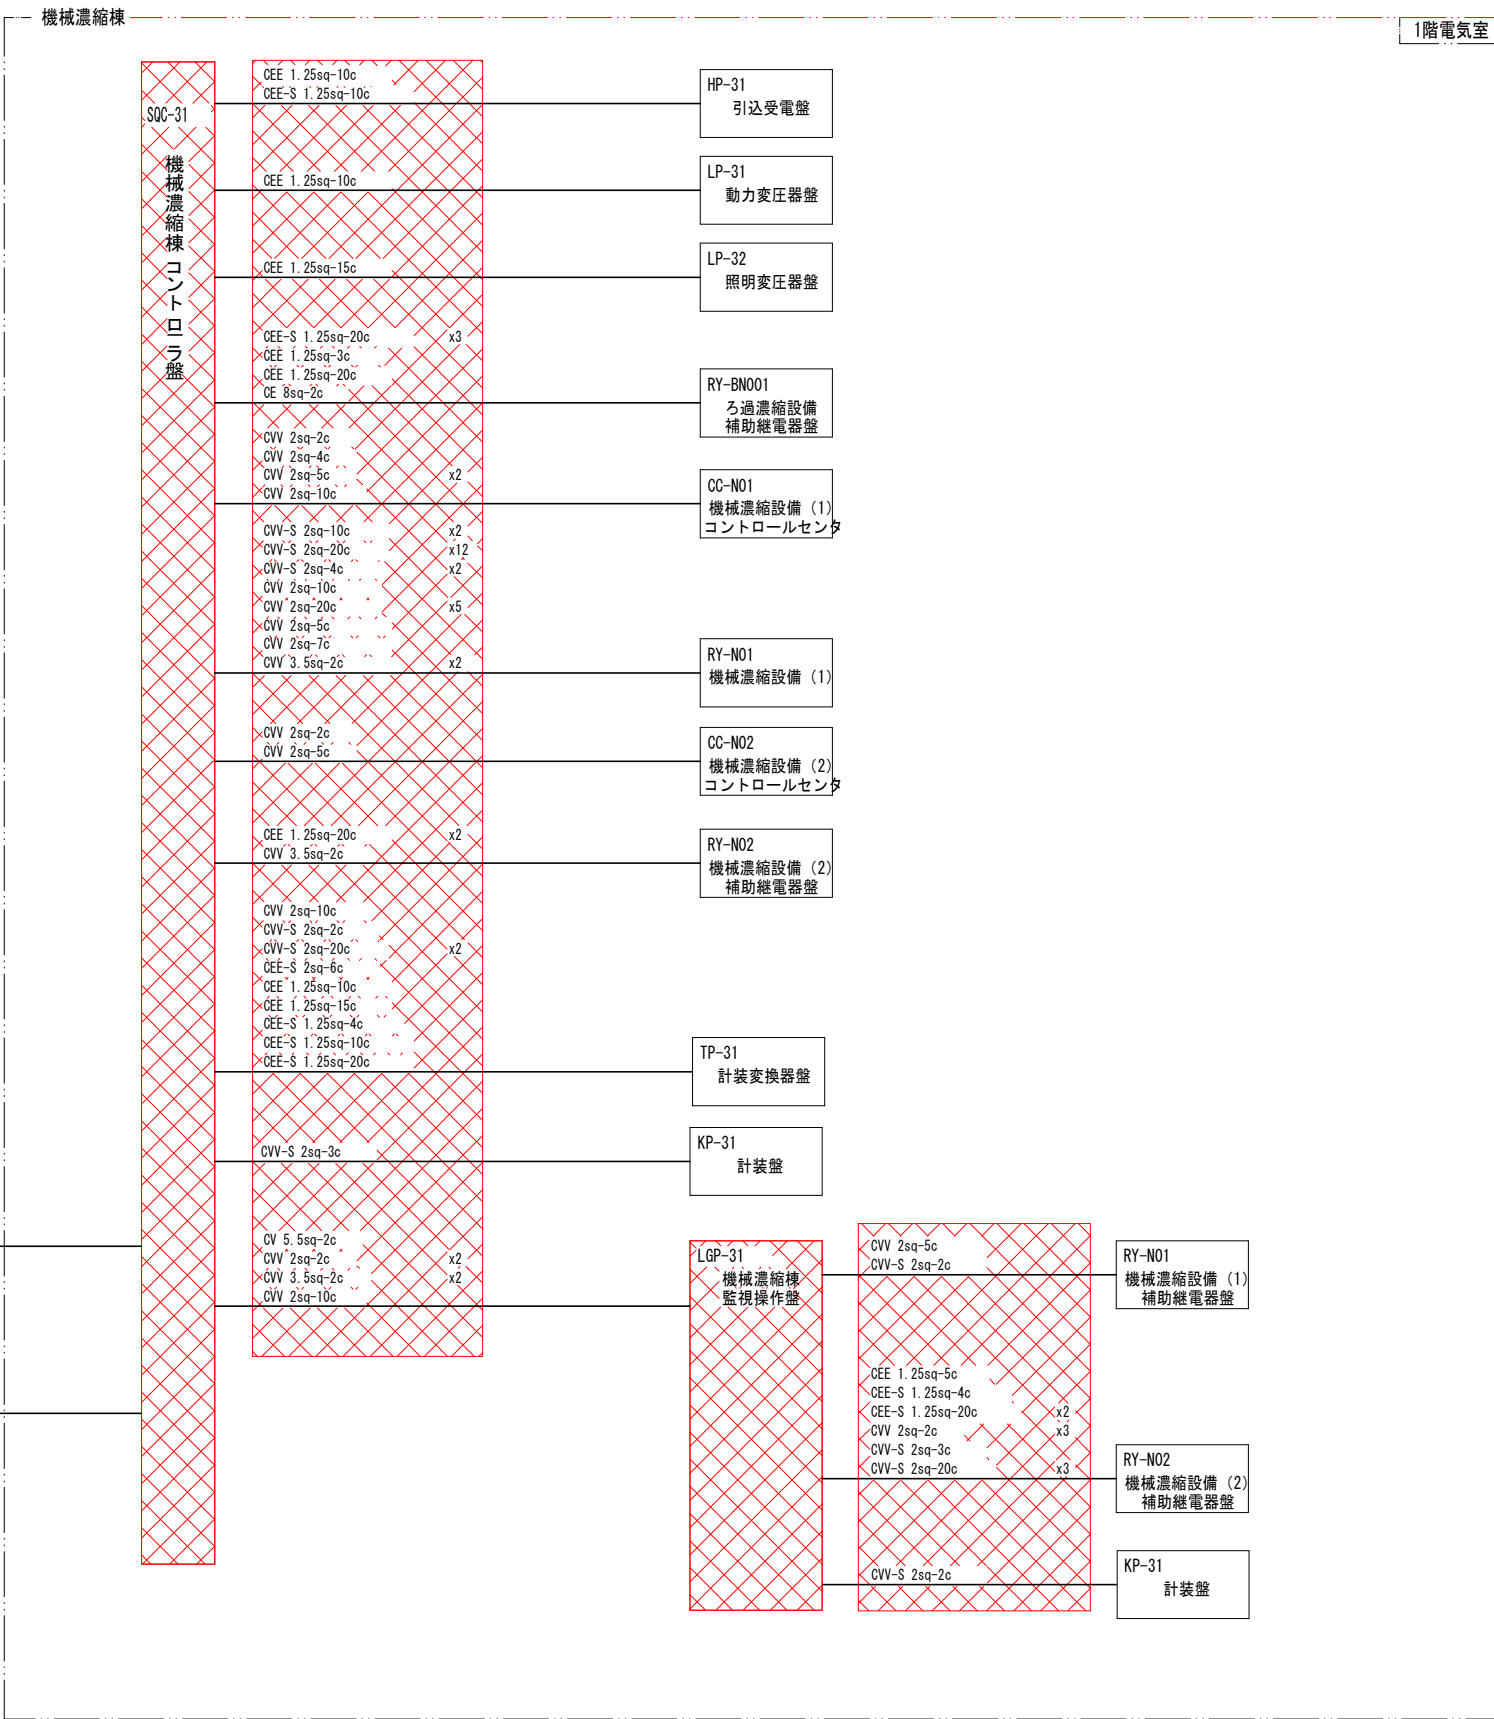 機械濃縮棟
1階電気室
SQC-31
機械濃縮棟 コントローラ盤
CEE 1.25sq-10c
CEE-S 1.25sq-10c
HP-31
引込受電盤
CEE 1.25sq-10c
LP-31
動力変圧器盤
CEE 1.25sq-15c
LP-32
照明変圧器盤
CEE-S 1.25sq-20c x3
CEE 1.25sq-3c
CEE 1.25sq-20c
CE 8sq-2c
RY-BN001
ろ過濃縮設備
補助継電器盤
CVV 2sq-2c
CVV 2sq-4c
CVV 2sq-5c x2
CVV 2sq-10c
CC-N01
機械濃縮設備（1）
コントロールセンタ
CVV-S 2sq-10c x2
CVV-S 2sq-20c x12
CVV-S 2sq-4c x2
CVV 2sq-10c
CVV 2sq-20c x5
CVV 2sq-5c
CVV 2sq-7c
CVV 3.5sq-2c x2
RY-N01
機械濃縮設備（1）
CVV 2sq-2c
CVV 2sq-5c
CC-N02
機械濃縮設備（2）
コントロールセンタ
CEE 1.25sq-20c x2
CVV 3.5sq-2c
RY-N02
機械濃縮設備（2）
補助継電器盤
CVV 2sq-10c
CVV-S 2sq-2c
CVV-S 2sq-20c x2
CEE-S 2sq-6c
CEE 1.25sq-10c
CEE 1.25sq-15c
CEE-S 1.25sq-4c
CEE-S 1.25sq-10c
CEE-S 1.25sq-20c
TP-31
計装変換器盤
CVV-S 2sq-3c
KP-31
計装盤
CV 5.5sq-2c
CVV 2sq-2c x2
CVV 3.5sq-2c x2
CVV 2sq-10c
LGP-31
機械濃縮棟
監視操作盤
CVV 2sq-5c
CVV-S 2sq-2c
RY-N01
機械濃縮設備（1）
補助継電器盤
CEE 1.25sq-5c
CEE-S 1.25sq-4c
CEE-S 1.25sq-20c x2
CVV 2sq-2c x3
CVV-S 2sq-3c
CVV-S 2sq-20c x3
RY-N02
機械濃縮設備（2）
補助継電器盤
CVV-S 2sq-2c
KP-31
計装盤